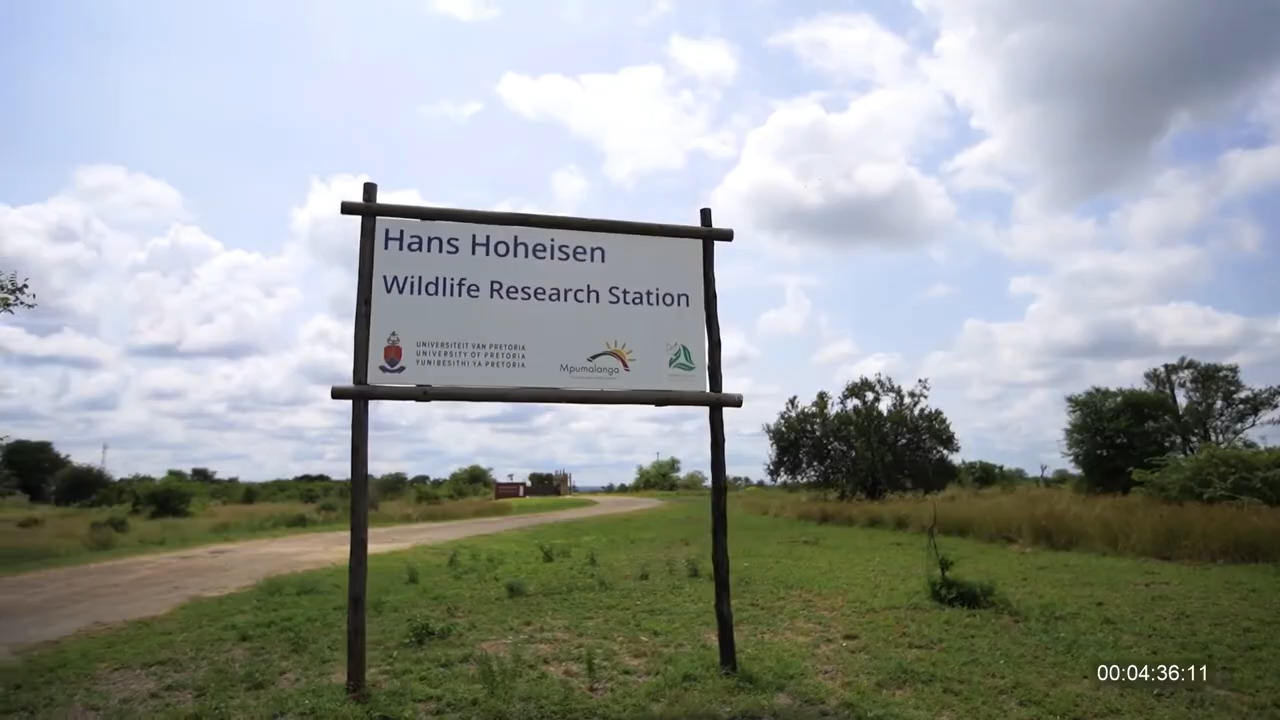 Hans Hoheisen
Wildlife Research Station
UNIVERSITEIT VAN PRETORIA
UNIVERSITY OF PRETORIA
YUNIBESITHI YA PRETORIA
Mpumalanga
00:04:36:11